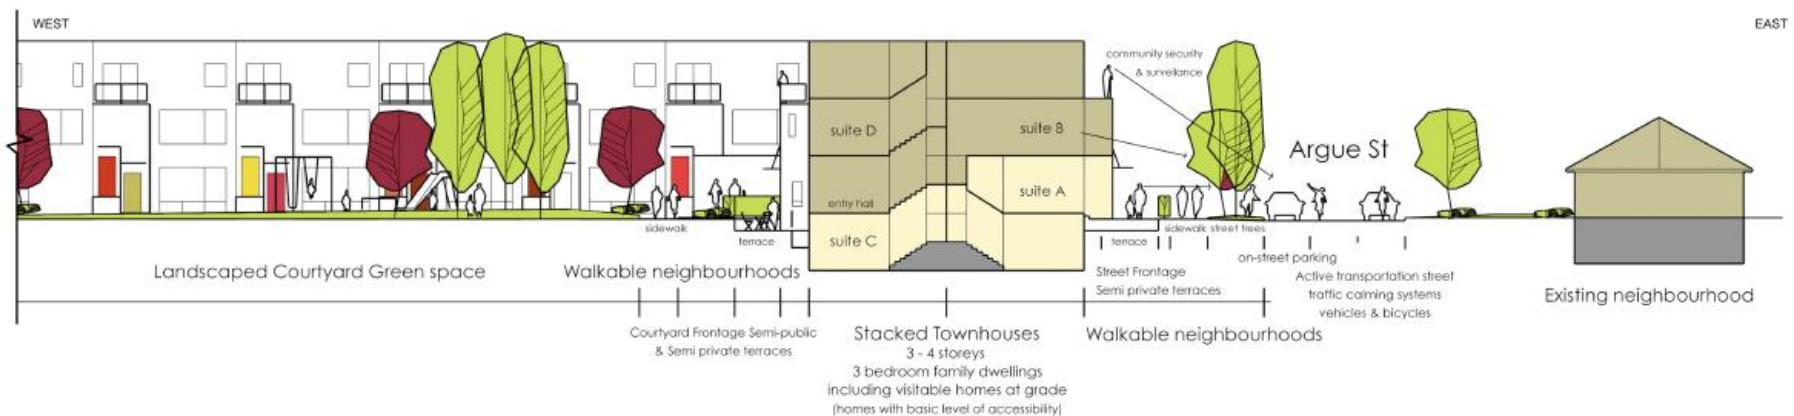 WEST
EAST
community security
& surveilance
suite D
suite B
Argue St
suite A
entry hall
suite C
sidewalk
terrace
terrace
sidewalk street trees
on-street parking
Landscaped Courtyard Green space
Walkable neighbourhoods
Street Frontage
Semi private terraces
Active transportation street
traffic calming systems
vehicles & bicycles
Existing neighbourhood
Courtyard Frontage Semi-public
& Semi private terraces
Stacked Townhouses
3 - 4 storeys
3 bedroom family dwellings
including visitable homes at grade
(homes with basic level of accessibility)
Walkable neighbourhoods